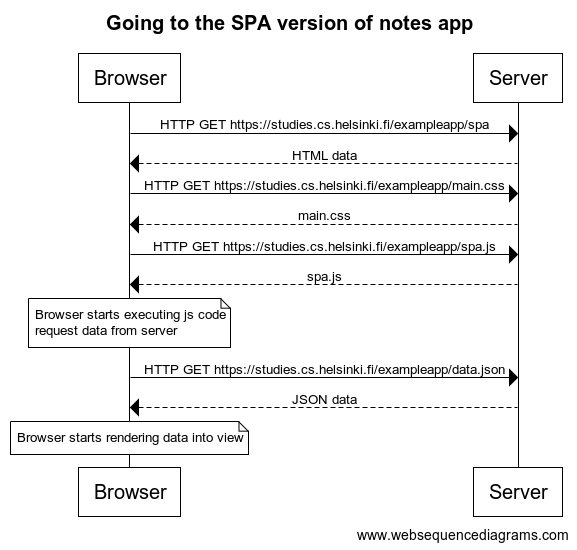 Going to the SPA version of notes app
Browser
Server
HTTP GET https://studies.cs.helsinki.fi/exampleapp/spa
HTML data
HTTP GET https://studies.cs.helsinki.fi/exampleapp/main.css
main.css
HTTP GET https://studies.cs.helsinki.fi/exampleapp/spa.js
spa.js
Browser starts executing js code
request data from server
HTTP GET https://studies.cs.helsinki.fi/exampleapp/data.json
JSON data
Browser starts rendering data into view
Browser
Server
www.websequencediagrams.com